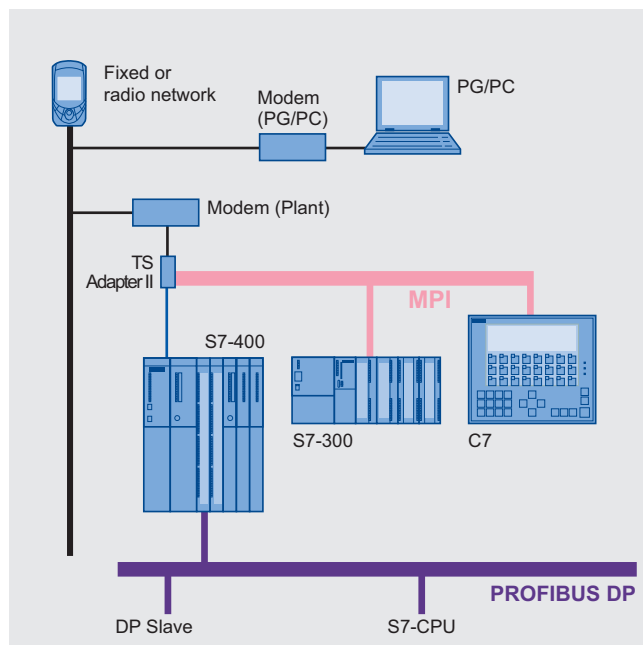 Fixed or
radio network
Modem
(PG/PC)
PG/PC
Modem (Plant)
TS
Adapter II
MPI
S7-400
S7-300
C7
PROFIBUS DP
DP Slave
S7-CPU